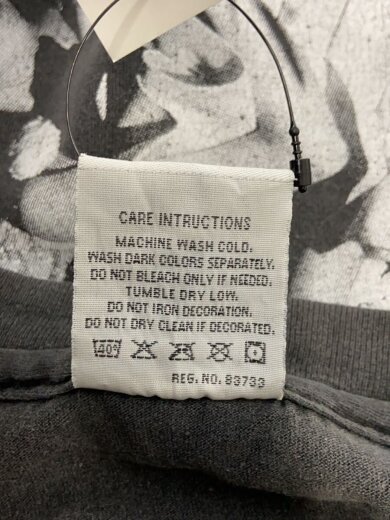 CARE INTRUCTIONS
MACHINE WASH COLD.
WASH DARK COLORS SEPARATELY.
DO NOT BLEACH ONLY IF NEEDED.
TUMBLE DRY LOW.
DO NOT IRON DECORATION.
DO NOT DRY CLEAN IF DECORATED.
40°
REG. NO. 93733